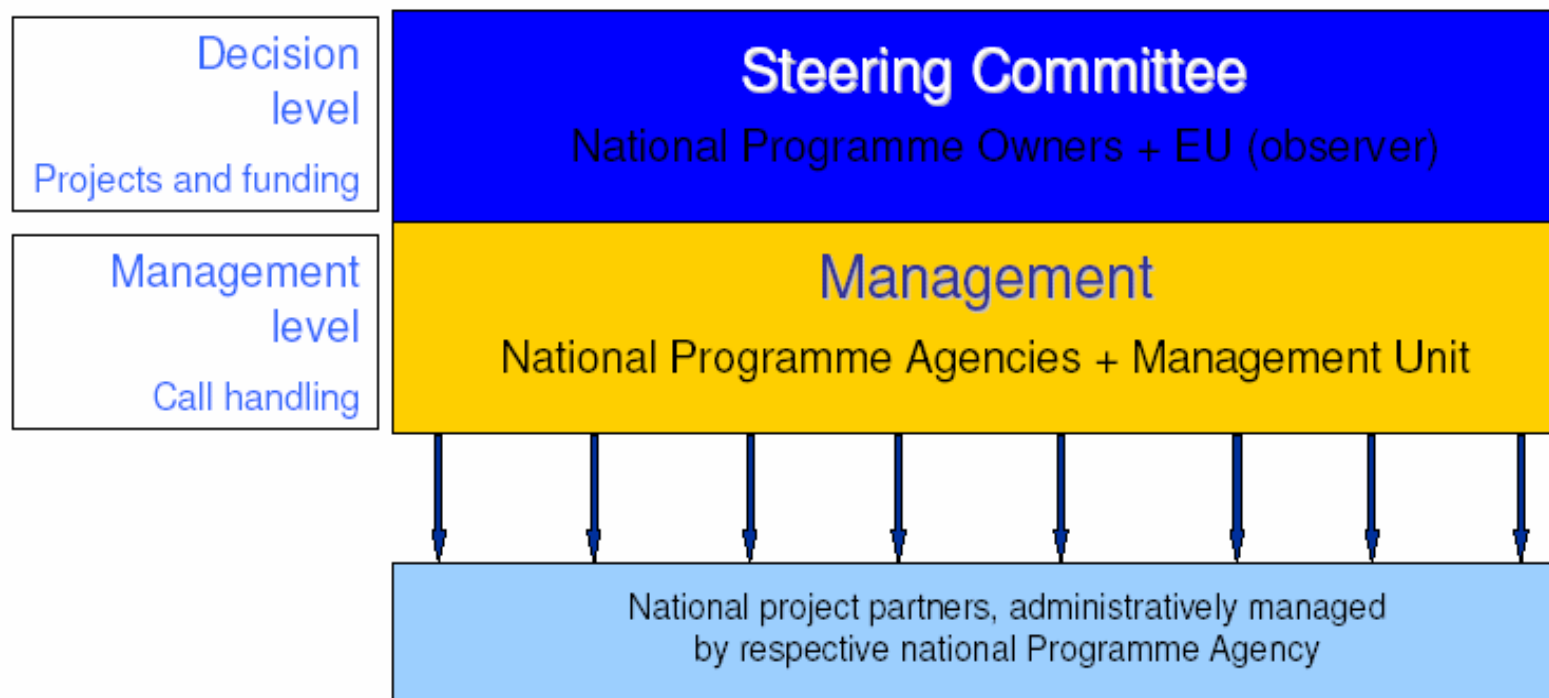 Decision
level
Projects and funding
Steering Committee
National Programme Owners + EU (observer)
Management
level
Call handling
Management
National Programme Agencies + Management Unit
National project partners, administratively managed
by respective national Programme Agency